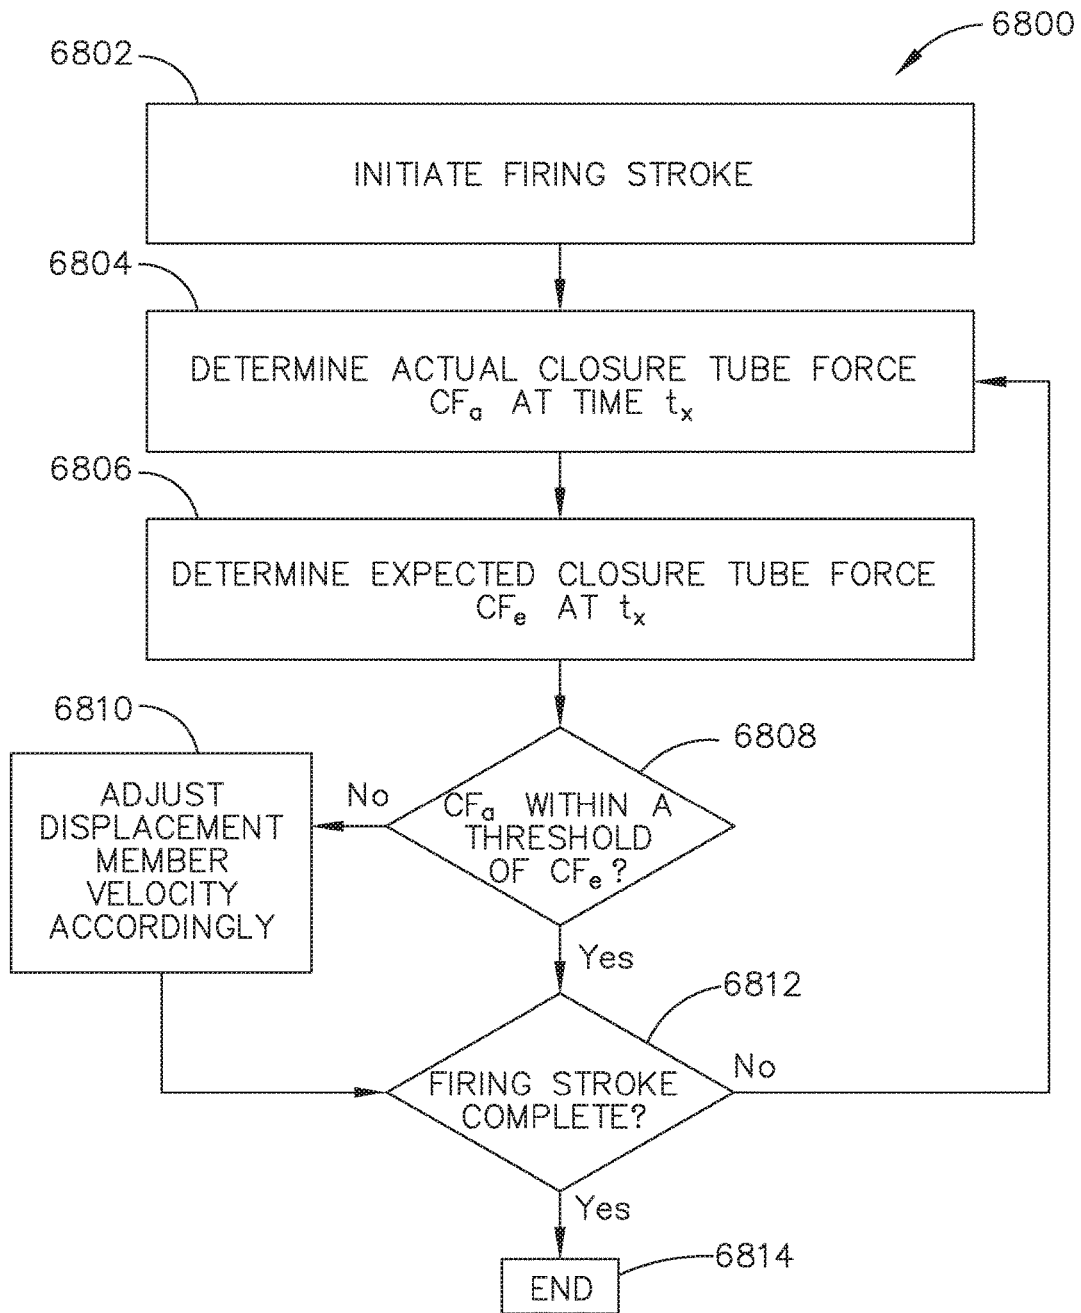 6800
6802
INITIATE FIRING STROKE
6804
DETERMINE ACTUAL CLOSURE TUBE FORCE
CFa AT TIME tx
6806
DETERMINE EXPECTED CLOSURE TUBE FORCE
CFe AT tx
6808
CFa WITHIN A
THRESHOLD
OF CFe?
No
6810
ADJUST
DISPLACEMENT
MEMBER
VELOCITY
ACCORDINGLY
Yes
6812
FIRING STROKE
COMPLETE?
No
Yes
6814
END